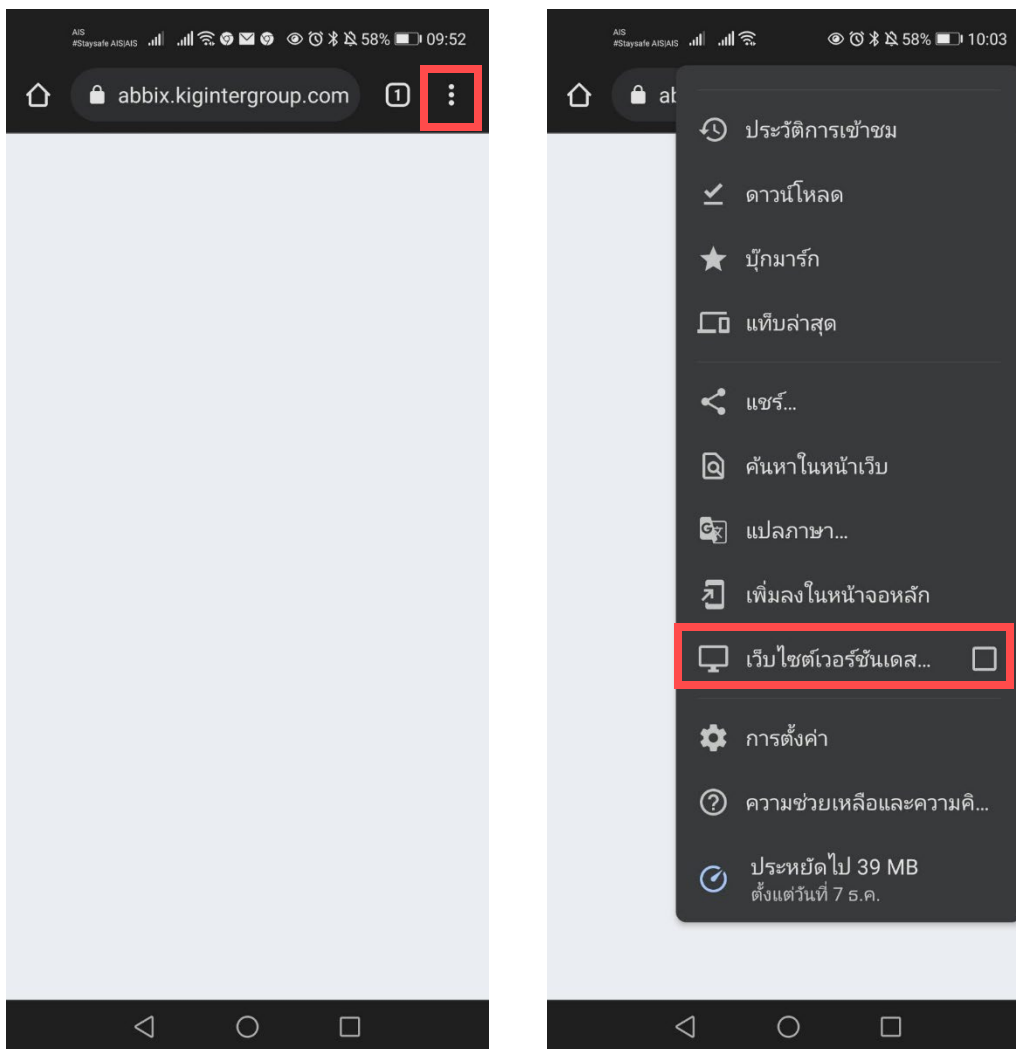 AIS
#Staysafe AIS|AIS
58%
09:52
abbix.kigintergroup.com
1
AIS
#Staysafe AIS|AIS
58%
10:03
ab
ประวัติการเข้าชม
ดาวน์โหลด
บุ๊กมาร์ก
แท็บล่าสุด
แชร์...
ค้นหาในหน้าเว็บ
แปลภาษา...
เพิ่มลงในหน้าจอหลัก
เว็บไซต์เวอร์ชันเดส...
การตั้งค่า
ความช่วยเหลือและความคิ...
ประหยัดไป 39 MB
ตั้งแต่วันที่ 7 ธ.ค.